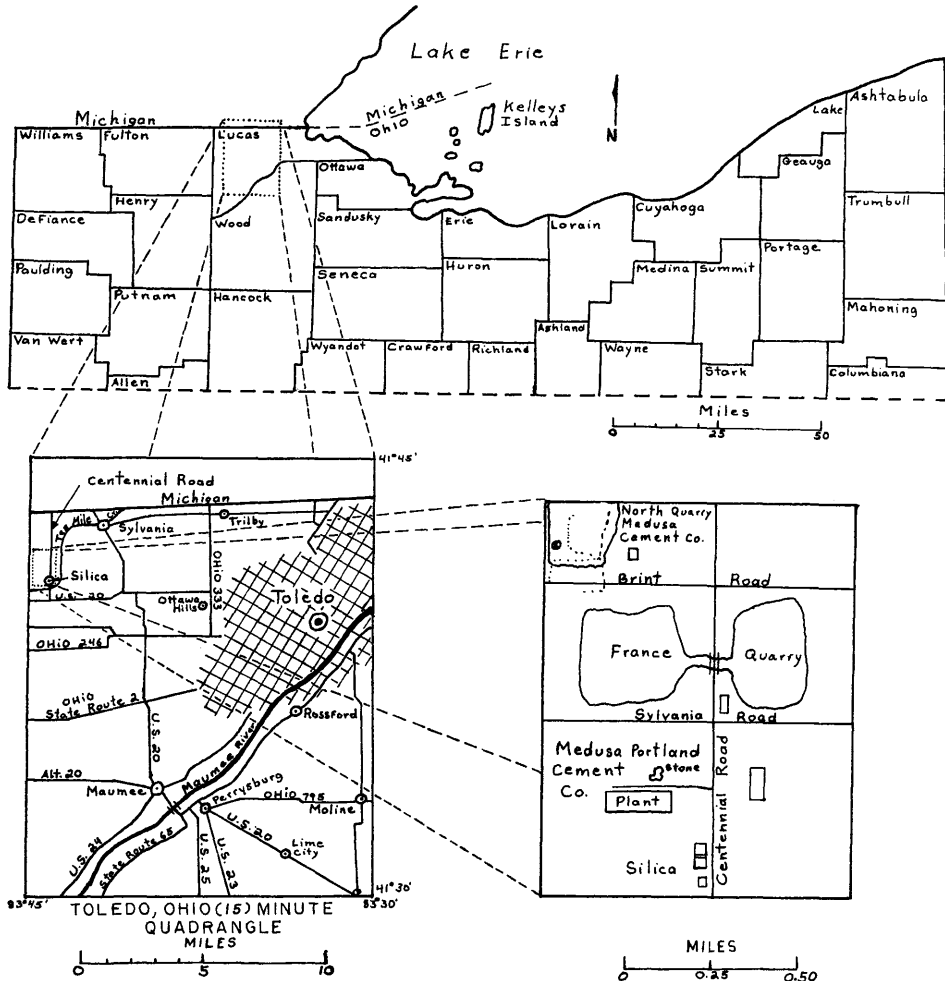 Lake Erie
Michigan
Ohio
Kelleys
Island
N
Michigan
Williams
Fulton
Lucas
Ottawa
Lake
Ashtabula
Geauga
Henry
Defiance
Wood
Sandusky
Erie
Lorain
Cuyahoga
Trumbull
Portage
Paulding
Putnam
Hancock
Seneca
Huron
Medina
Summit
Mahoning
Van Wert
Allen
Wyandot
Crawford
Richland
Ashland
Wayne
Stark
Columbiana
Miles
0 25 50
41°45'
Centennial Road
Michigan
Ten Mile Cr.
Sylvania
Trilby
OHIO 333
Silica
U.S. 20
Ottawa
Hills
Toledo
OHIO 246
OHIO
State Route 2
U.S. 20
Rossford
Maumee River
Alt. 20
Maumee
Perrysburg
OHIO 795
Moline
U.S. 24
State Route 65
U.S. 25
U.S. 23
U.S. 20
Lime
City
41°30'
83°45'
83°30'
TOLEDO, OHIO (15) MINUTE
QUADRANGLE
MILES
0 5 10
North Quarry
Medusa
Cement Co.
Brint Road
France Quarry
Sylvania Road
Medusa Portland
Cement
Co.
Stone
Plant
Centennial Road
Silica
MILES
0 0.25 0.50